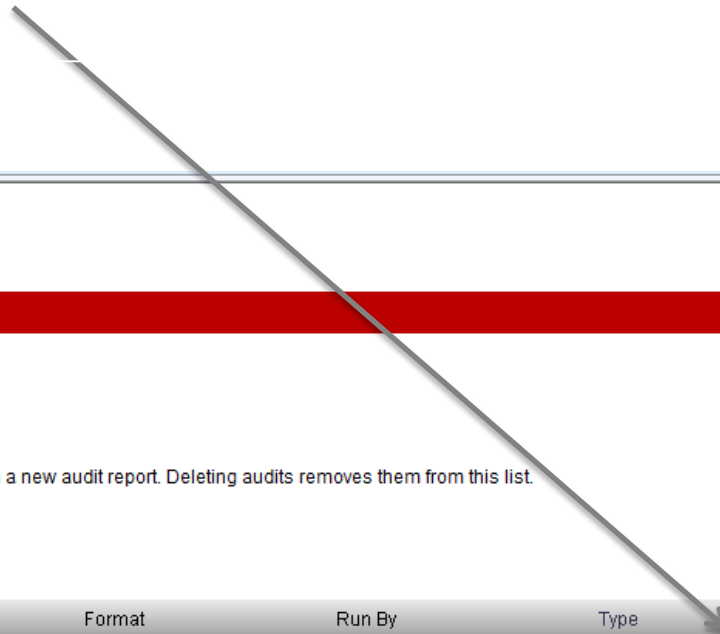 a new audit report. Deleting audits removes them from this list.
Format Run By Type